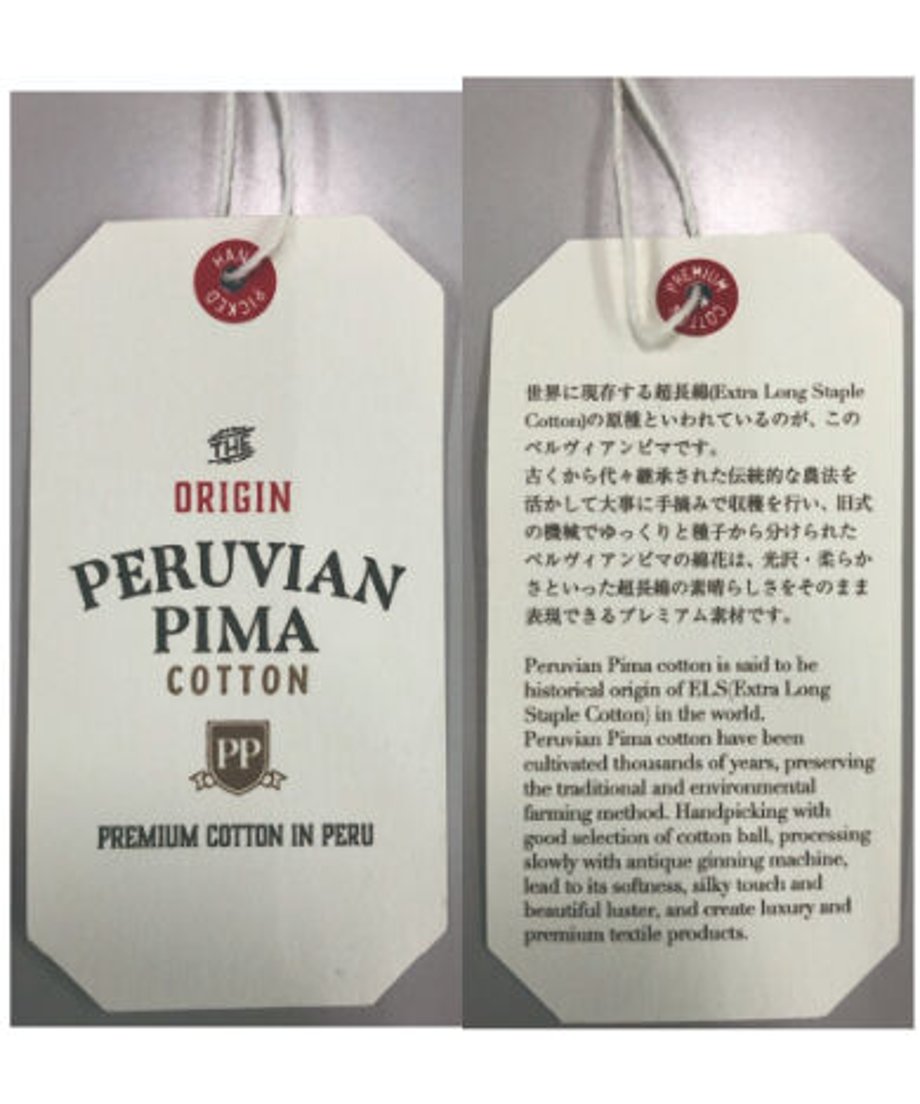 HAN
PICKED
THE
ORIGIN
PERUVIAN
PIMA
COTTON
PP
PREMIUM COTTON IN PERU
PREMIUM
COTT
世界に現存する超長綿(Extra Long Staple
Cotton)の原種といわれているのが、この
ペルヴィアンピマです。
古くから代々継承された伝統的な農法を
活かして大事に手摘みで収穫を行い、旧式
の機械でゆっくりと種子から分けられた
ペルヴィアンピマの綿花は、光沢・柔らか
さといった超長綿の素晴らしさをそのまま
表現できるプレミアム素材です。
Peruvian Pima cotton is said to be
historical origin of ELS(Extra Long
Staple Cotton) in the world.
Peruvian Pima cotton have been
cultivated thousands of years, preserving
the traditional and environmental
farming method. Handpicking with
good selection of cotton ball, processing
slowly with antique ginning machine,
lead to its softness, silky touch and
beautiful luster, and create luxury and
premium textile products.